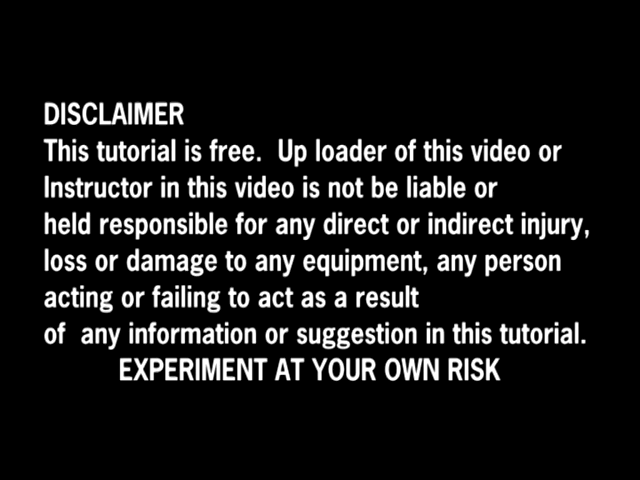 DISCLAIMER
This tutorial is free.  Up loader of this video or
Instructor in this video is not be liable or
held responsible for any direct or indirect injury,
loss or damage to any equipment, any person
acting or failing to act as a result
of  any information or suggestion in this tutorial.
EXPERIMENT AT YOUR OWN RISK